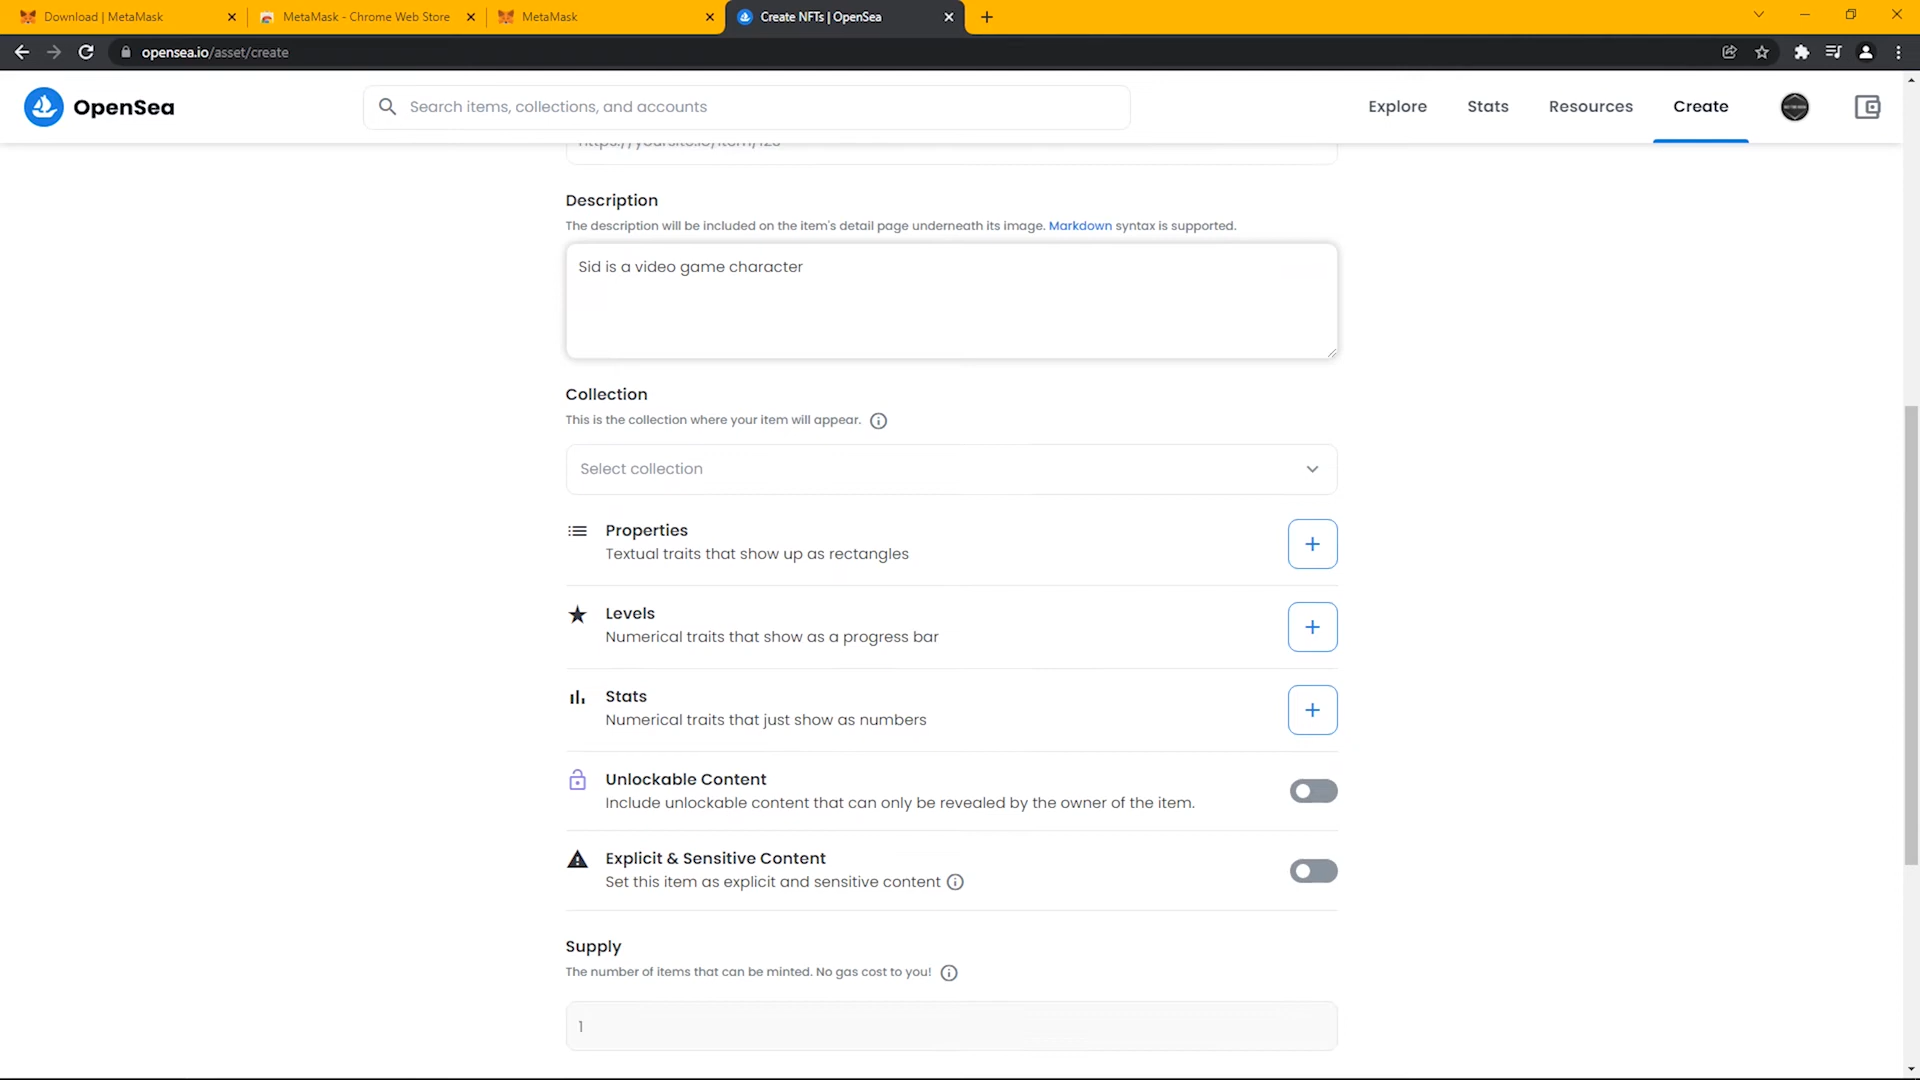 Download | MetaMask
MetaMask - Chrome Web Store
MetaMask
Create NFTs | OpenSea
opensea.io/asset/create
OpenSea
Search items, collections, and accounts
Explore
Stats
Resources
Create
https://yoursite.io/item/123
Description
The description will be included on the item's detail page underneath its image. Markdown syntax is supported.
Sid is a video game character
Collection
This is the collection where your item will appear.
Select collection
Properties
Textual traits that show up as rectangles
Levels
Numerical traits that show as a progress bar
Stats
Numerical traits that just show as numbers
Unlockable Content
Include unlockable content that can only be revealed by the owner of the item.
Explicit & Sensitive Content
Set this item as explicit and sensitive content
Supply
The number of items that can be minted. No gas cost to you!
1